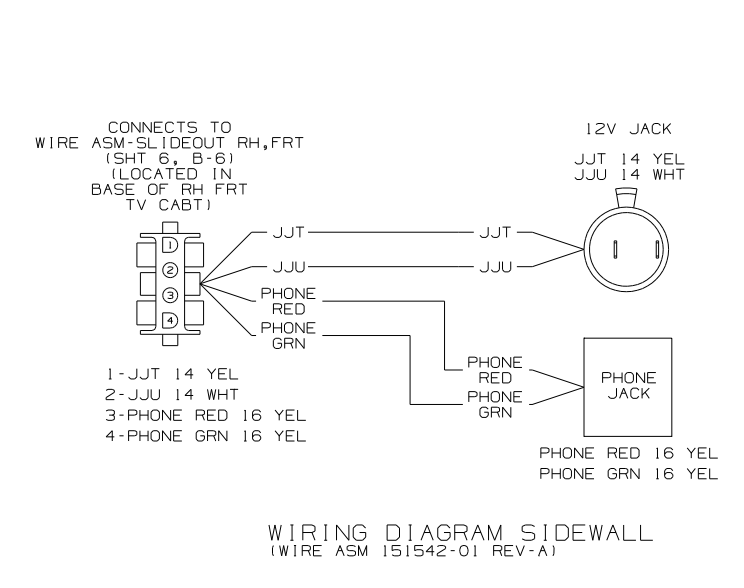 CONNECTS TO
WIRE ASM-SLIDEOUT RH,FRT
(SHT 6, B-6)
(LOCATED IN
BASE OF RH FRT
TV CABT)
12V JACK
JJT 14 YEL
JJU 14 WHT
1
2
3
4
JJT
JJT
JJU
JJU
PHONE
RED
PHONE
GRN
PHONE
RED
PHONE
GRN
PHONE
JACK
1-JJT 14 YEL
2-JJU 14 WHT
3-PHONE RED 16 YEL
4-PHONE GRN 16 YEL
PHONE RED 16 YEL
PHONE GRN 16 YEL
WIRING DIAGRAM SIDEWALL
(WIRE ASM 151542-01 REV-A)